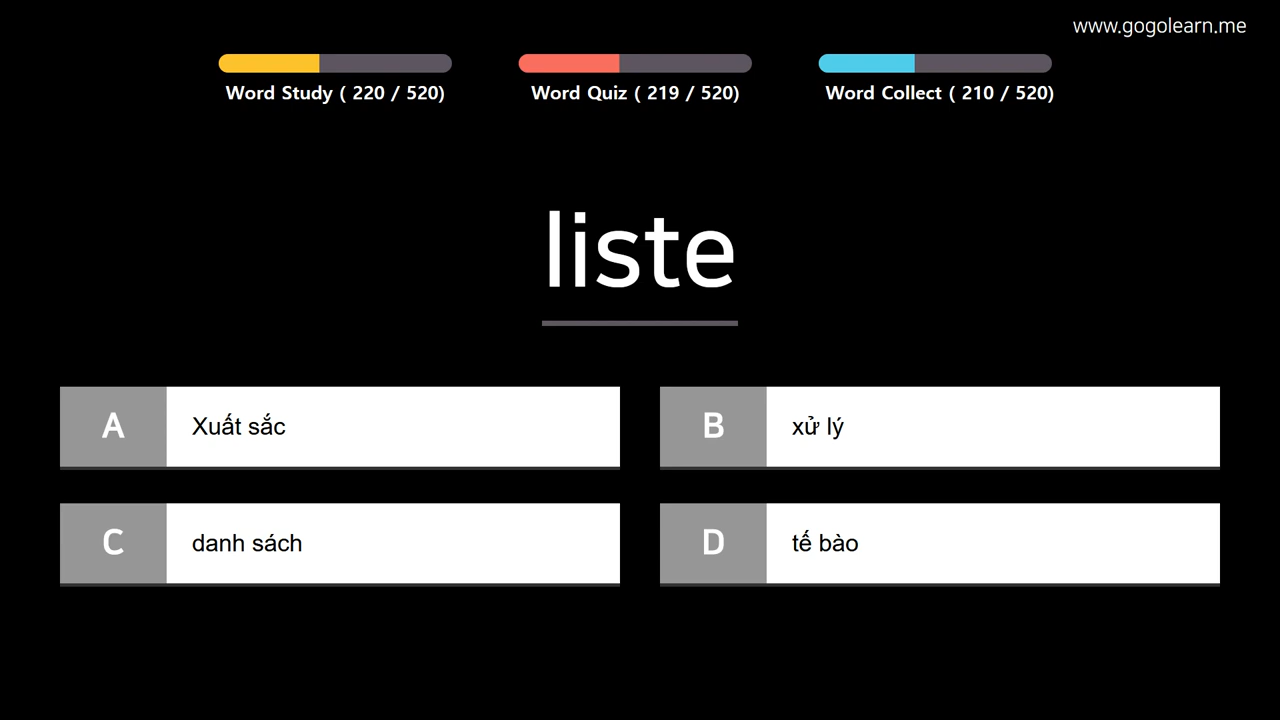 www.gogolearn.me
Word Study ( 220 / 520)
Word Quiz ( 219 / 520)
Word Collect ( 210 / 520)
liste
A
Xuất sắc
B
xử lý
C
danh sách
D
tế bào